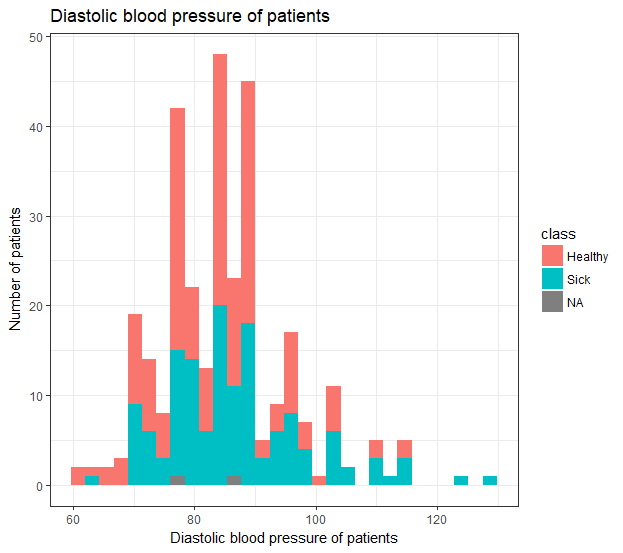 Diastolic blood pressure of patients
50
40
30
20
10
0
Number of patients
60 80 100 120
Diastolic blood pressure of patients
class
Healthy
Sick
NA